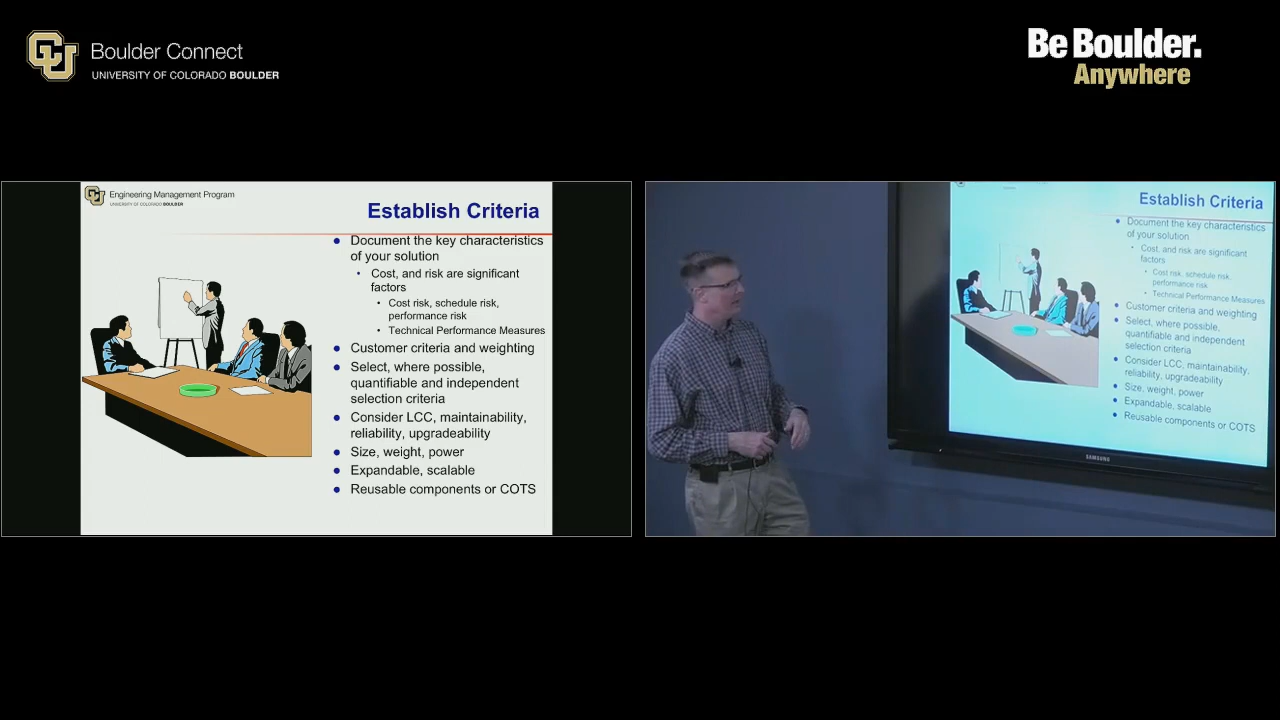 Boulder Connect
UNIVERSITY OF COLORADO BOULDER
Be Boulder.
Anywhere
Engineering Management Program
UNIVERSITY OF COLORADO BOULDER
Establish Criteria
Document the key characteristics
of your solution
Cost, and risk are significant
factors
Cost risk, schedule risk,
performance risk
Technical Performance Measures
Customer criteria and weighting
Select, where possible,
quantifiable and independent
selection criteria
Consider LCC, maintainability,
reliability, upgradeability
Size, weight, power
Expandable, scalable
Reusable components or COTS
Establish Criteria
Document the key characteristics
of your solution
Cost, and risk are significant
factors
Cost risk, schedule risk,
performance risk
Technical Performance Measures
Customer criteria and weighting
Select, where possible,
quantifiable and independent
selection criteria
Consider LCC, maintainability,
reliability, upgradeability
Size, weight, power
Expandable, scalable
Reusable components or COTS
SAMSUNG